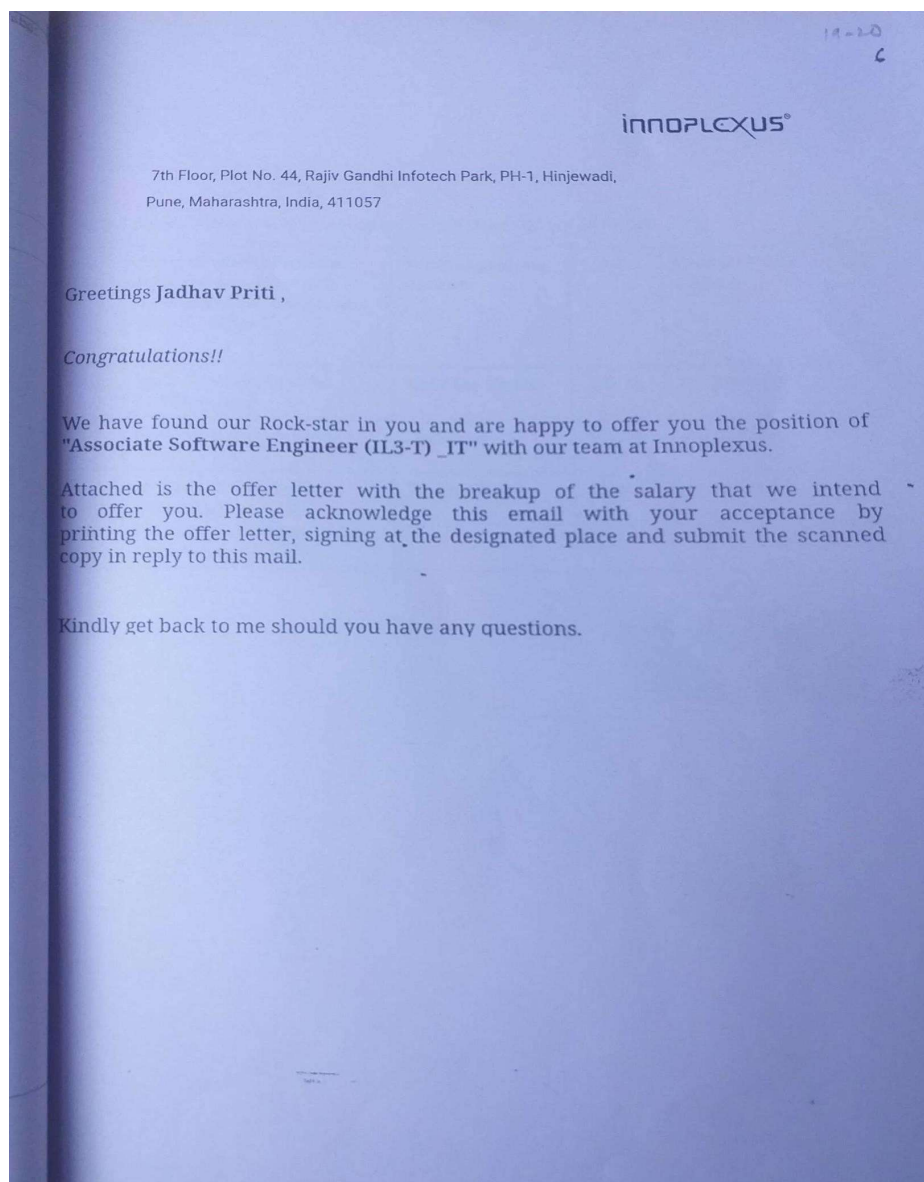 19-20
6
innoplexus®
7th Floor, Plot No. 44, Rajiv Gandhi Infotech Park, PH-1, Hinjewadi,
Pune, Maharashtra, India, 411057
Greetings Jadhav Priti ,
Congratulations!!
We have found our Rock-star in you and are happy to offer you the position of
"Associate Software Engineer (IL3-T) _IT" with our team at Innoplexus.
Attached is the offer letter with the breakup of the salary that we intend
to offer you. Please acknowledge this email with your acceptance by
printing the offer letter, signing at the designated place and submit the scanned
copy in reply to this mail.
Kindly get back to me should you have any questions.